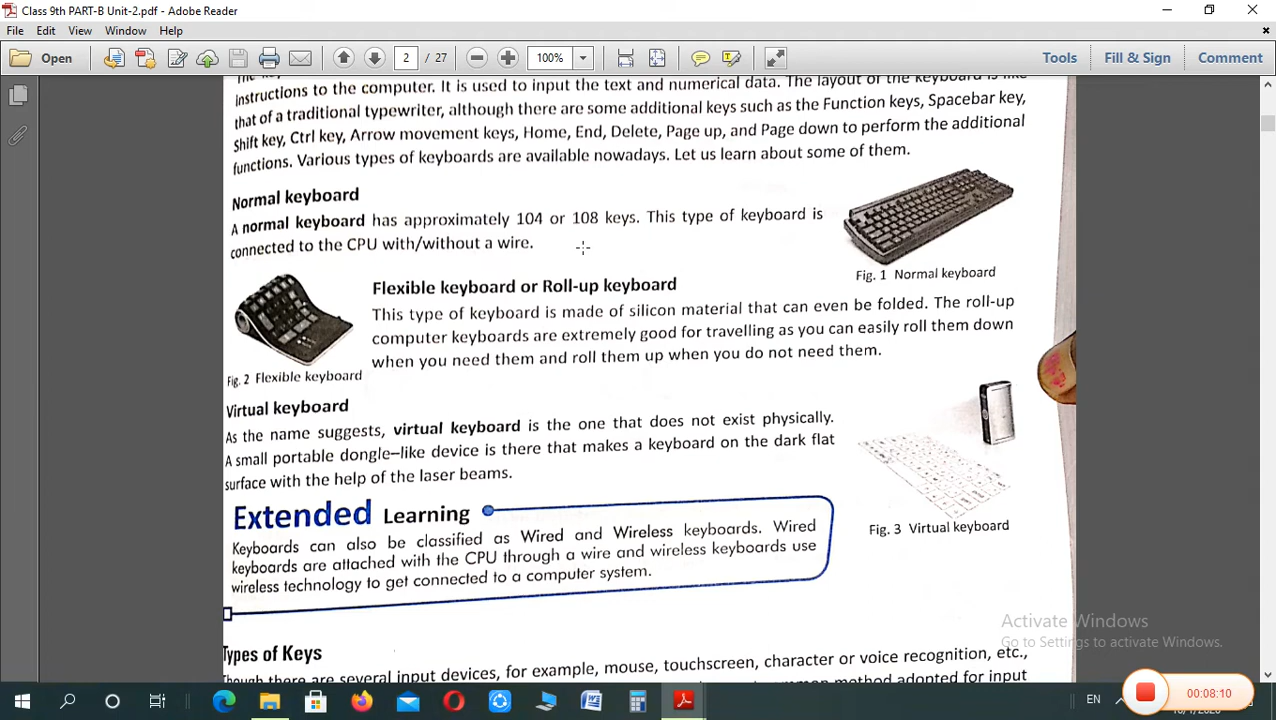 Class 9th PART-B Unit-2.pdf - Adobe Reader
File Edit View Window Help
Open 2 / 27 100% Tools Fill & Sign Comment
instructions to the computer. It is used to input the text and numerical data. The layout of the keyboard is like
that of a traditional typewriter, although there are some additional keys such as the Function keys, Spacebar key,
Shift key, Ctrl key, Arrow movement keys, Home, End, Delete, Page up, and Page down to perform the additional
functions. Various types of keyboards are available nowadays. Let us learn about some of them.
Normal keyboard
A normal keyboard has approximately 104 or 108 keys. This type of keyboard is
connected to the CPU with/without a wire.
Fig. 1 Normal keyboard
Flexible keyboard or Roll-up keyboard
This type of keyboard is made of silicon material that can even be folded. The roll-up
computer keyboards are extremely good for travelling as you can easily roll them down
when you need them and roll them up when you do not need them.
Fig. 2 Flexible keyboard
Virtual keyboard
As the name suggests, virtual keyboard is the one that does not exist physically.
A small portable dongle–like device is there that makes a keyboard on the dark flat
surface with the help of the laser beams.
Fig. 3 Virtual keyboard
Extended Learning
Keyboards can also be classified as Wired and Wireless keyboards. Wired
keyboards are attached with the CPU through a wire and wireless keyboards use
wireless technology to get connected to a computer system.
Activate Windows
Go to Settings to activate Windows.
Types of Keys
Though there are several input devices, for example, mouse, touchscreen, character or voice recognition, etc.,
method adopted for input
EN
00:08:10